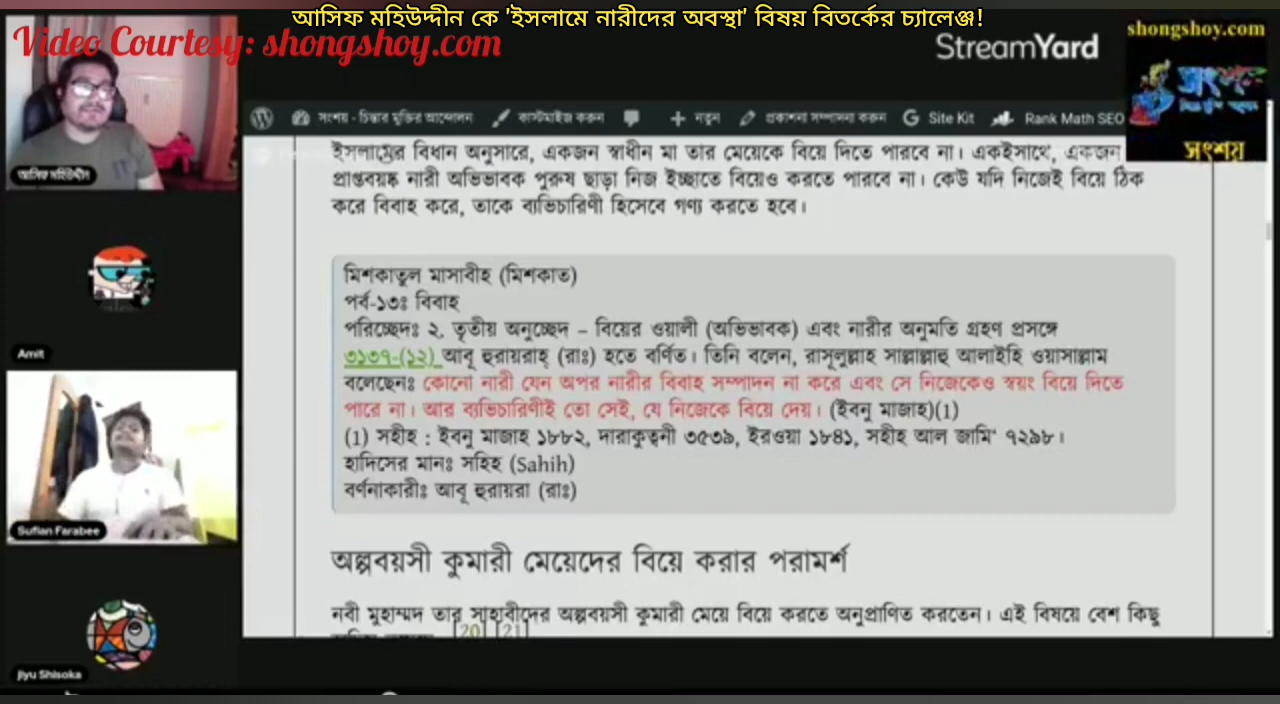 আসিফ মহিউদ্দীন কে 'ইসলামে নারীদের অবস্থা' বিষয় বিতর্কের চ্যালেঞ্জ!
Video Courtesy: shongshoy.com
StreamYard
shongshoy.com
সংশয়
আসিফ মহিউদ্দীন
সংশয় - চিন্তার মুক্তির আন্দোলন
কাস্টমাইজ করুন
নতুন
প্রকাশনা সম্পাদনা করুন
Site Kit
Rank Math SEO
ইসলামের বিধান অনুসারে, একজন স্বাধীন মা তার মেয়েকে বিয়ে দিতে পারবে না। একইসাথে, একজন
প্রাপ্তবয়ষ্ক নারী অভিভাবক পুরুষ ছাড়া নিজ ইচ্ছাতে বিয়েও করতে পারবে না। কেউ যদি নিজেই বিয়ে ঠিক
করে বিবাহ করে, তাকে ব্যভিচারিণী হিসেবে গণ্য করতে হবে।
মিশকাতুল মাসাবীহ (মিশকাত)
পর্ব-১৩ঃ বিবাহ
পরিচ্ছেদঃ ২. তৃতীয় অনুচ্ছেদ – বিয়ের ওয়ালী (অভিভাবক) এবং নারীর অনুমতি গ্রহণ প্রসঙ্গে
৩১৩৭-(১২) আবূ হুরায়রাহ্ (রাঃ) হতে বর্ণিত। তিনি বলেন, রাসূলুল্লাহ সাল্লাল্লাহু আলাইহি ওয়াসাল্লাম
বলেছেনঃ কোনো নারী যেন অপর নারীর বিবাহ সম্পাদন না করে এবং সে নিজেকেও স্বয়ং বিয়ে দিতে
পারে না। আর ব্যভিচারিণীই তো সেই, যে নিজেকে বিয়ে দেয়। (ইবনু মাজাহ)(1)
(1) সহীহ : ইবনু মাজাহ ১৮৮২, দারাকুত্বনী ৩৫৩৯, ইরওয়া ১৮৪১, সহীহ আল জামি‘ ৭২৯৮।
হাদিসের মানঃ সহিহ (Sahih)
বর্ণনাকারীঃ আবূ হুরায়রা (রাঃ)
অল্পবয়সী কুমারী মেয়েদের বিয়ে করার পরামর্শ
নবী মুহাম্মদ তার সাহাবীদের অল্পবয়সী কুমারী মেয়ে বিয়ে করতে অনুপ্রাণিত করতেন। এই বিষয়ে বেশ কিছু
[20] [21]
Amit
Sufian Farabee
Jiyu Shisoka